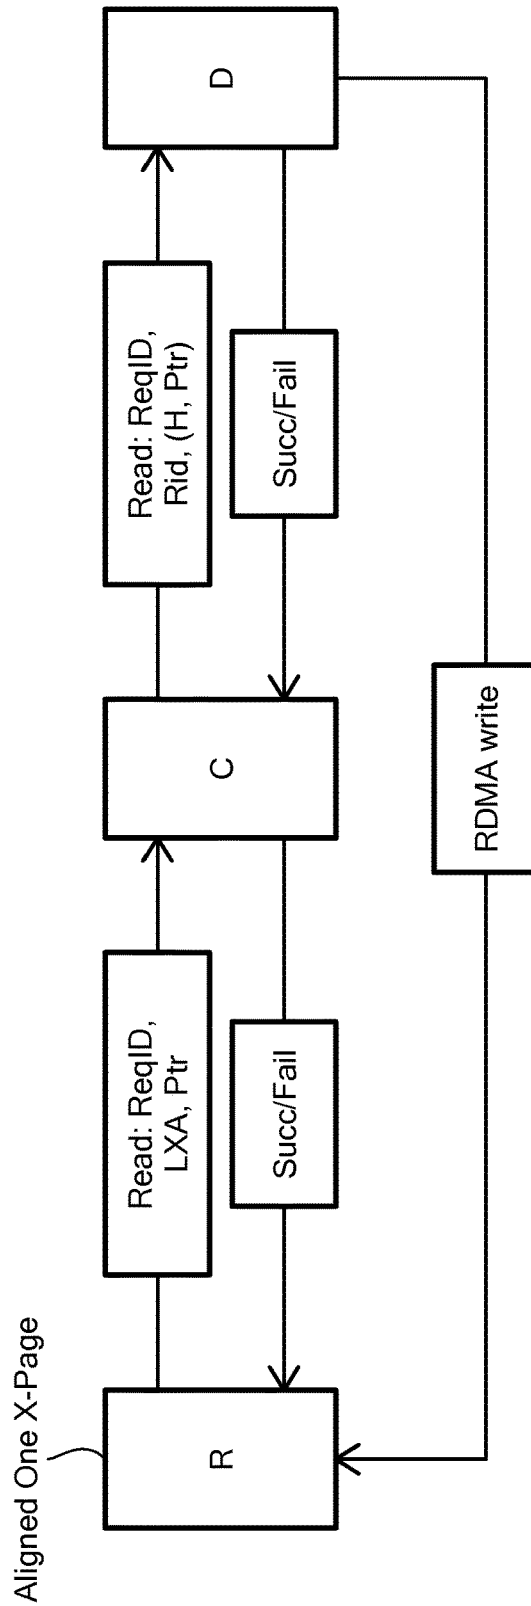 Aligned One X-Page
R
Read: ReqID,
LXA, Ptr
Succ/Fail
C
Read: ReqID,
Rid, (H, Ptr)
Succ/Fail
D
RDMA write